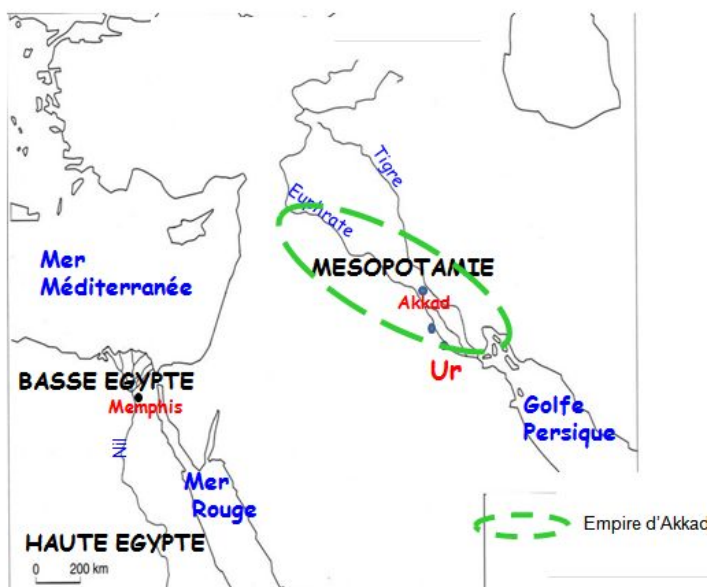 Tigre
Euphrate
MESOPOTAMIE
Mer
Méditerranée
Akkad
Ur
BASSE EGYPTE
Memphis
Golfe
Persique
Nil
Mer
Rouge
HAUTE EGYPTE
0 200 km
Empire d'Akkad